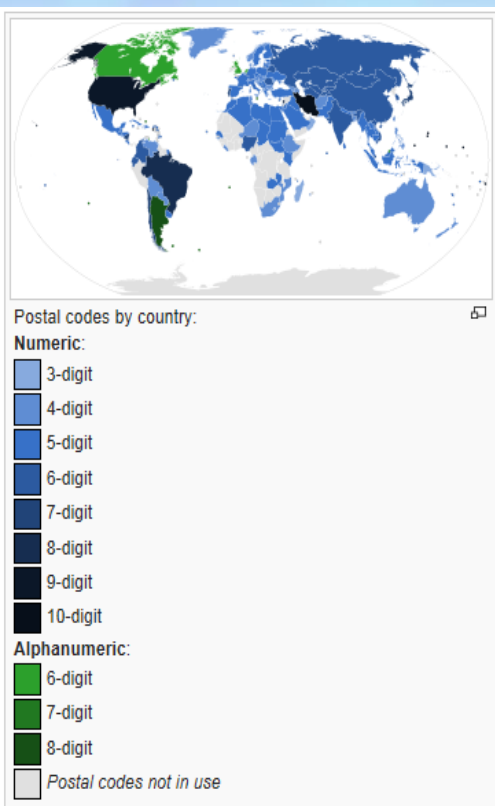 Postal codes by country:
Numeric:
3-digit
4-digit
5-digit
6-digit
7-digit
8-digit
9-digit
10-digit
Alphanumeric:
6-digit
7-digit
8-digit
Postal codes not in use